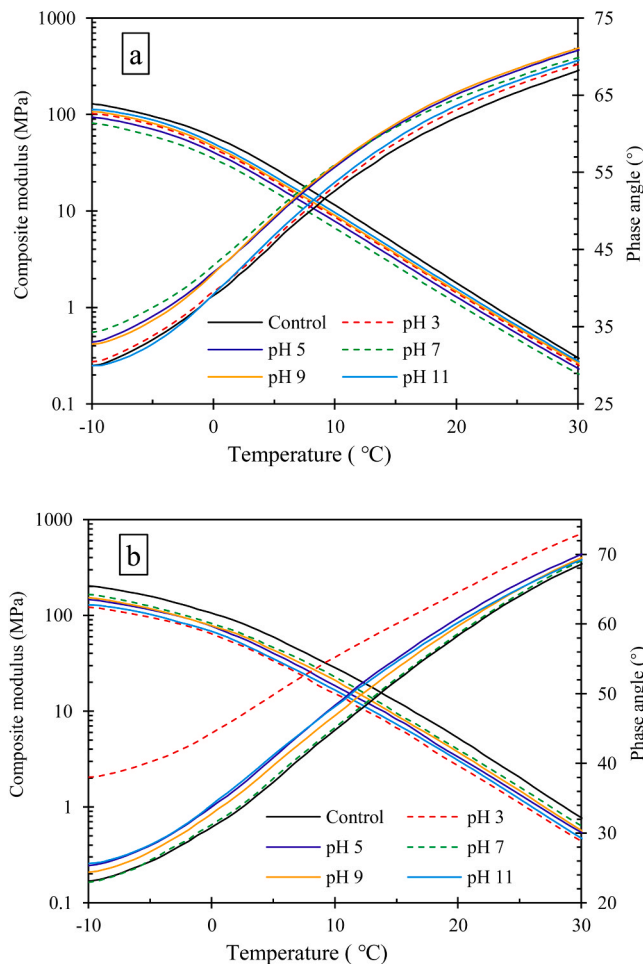 a
1000
100
10
1
0.1
Composite modulus (MPa)
75
65
55
45
35
25
Phase angle (°)
Control
pH 3
pH 5
pH 7
pH 9
pH 11
-10
0
10
20
30
Temperature ( ℃)
b
1000
100
10
1
0.1
Composite modulus (MPa)
70
60
50
40
30
20
Phase angle (°)
Control
pH 3
pH 5
pH 7
pH 9
pH 11
-10
0
10
20
30
Temperature ( ℃)